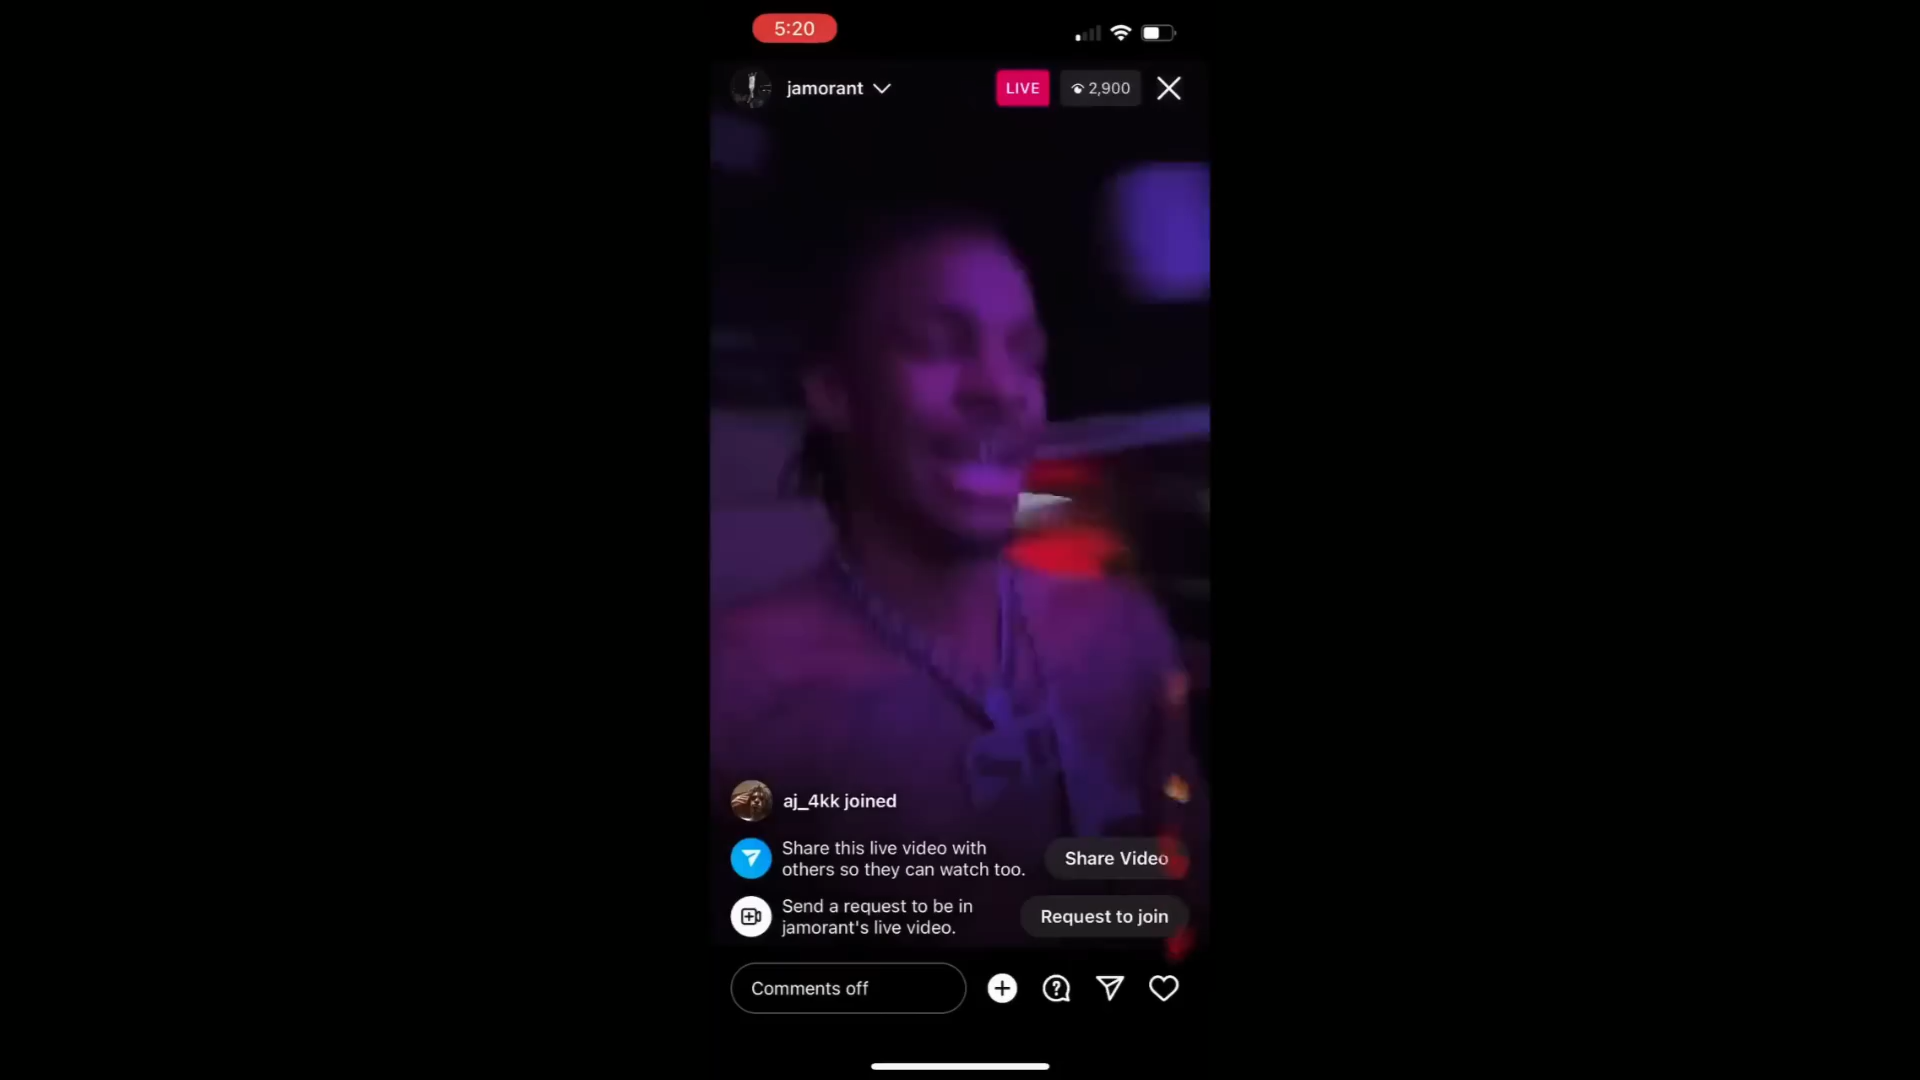 5:20
jamorant
LIVE
2,900
aj_4kk joined
Share this live video with
others so they can watch too.
Share Video
Send a request to be in
jamorant's live video.
Request to join
Comments off